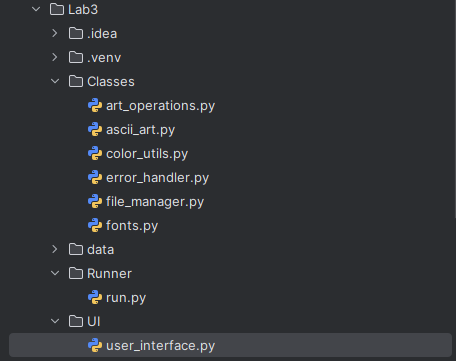 Lab3
.idea
.venv
Classes
art_operations.py
ascii_art.py
color_utils.py
error_handler.py
file_manager.py
fonts.py
data
Runner
run.py
UI
user_interface.py